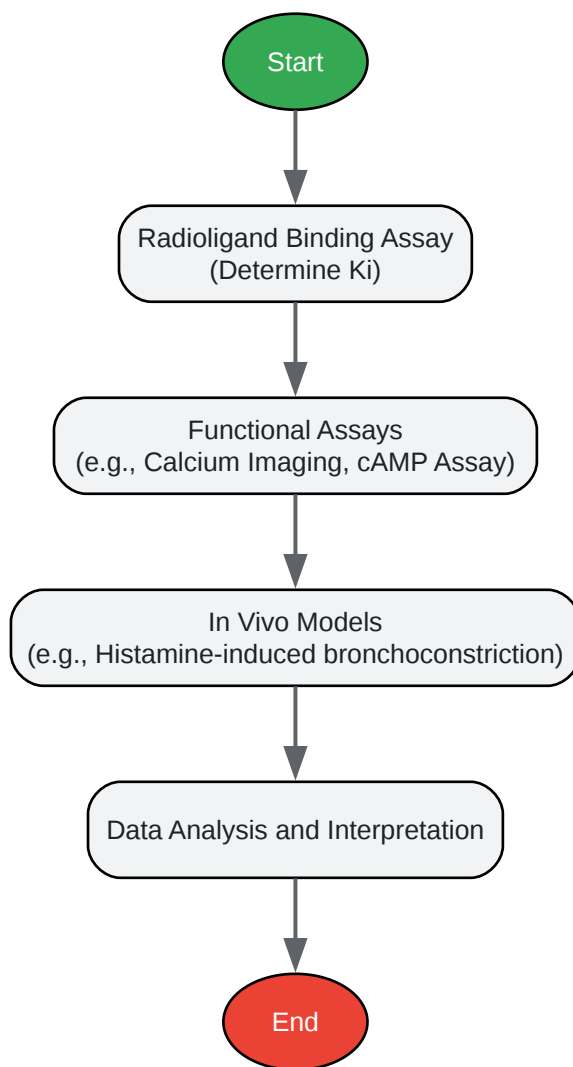 Start
Radioligand Binding Assay
(Determine Ki)
Functional Assays
(e.g., Calcium Imaging, cAMP Assay)
In Vivo Models
(e.g., Histamine-induced bronchoconstriction)
Data Analysis and Interpretation
End